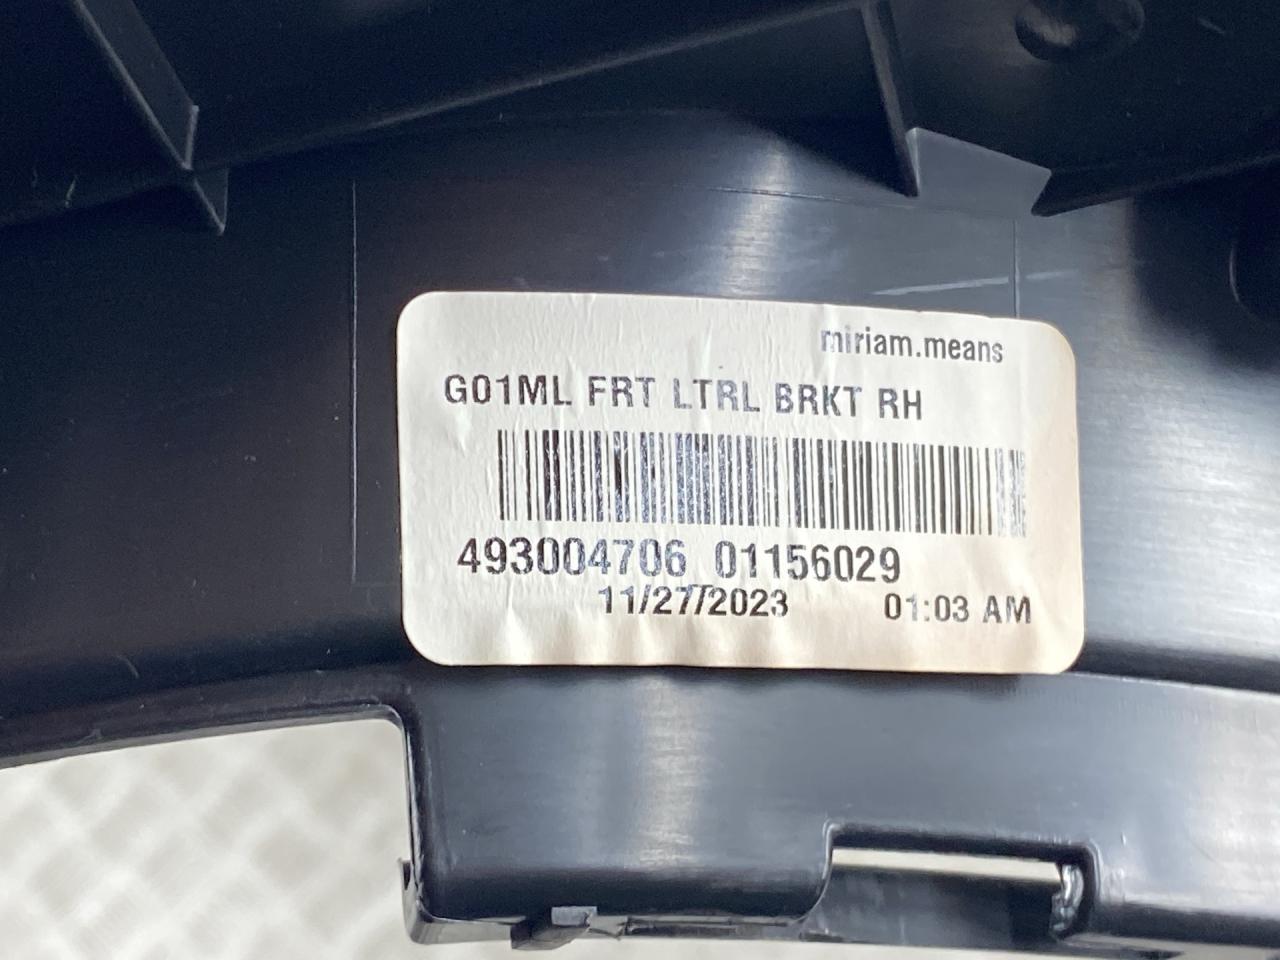 miriam.means
G01ML FRT LTRL BRKT RH
493004706 01156029
11/27/2023 01:03 AM